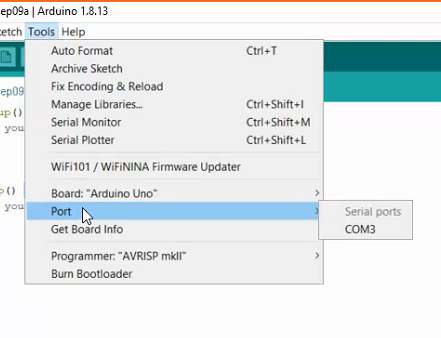 ep09a | Arduino 1.8.13
ketch Tools Help
Auto Format Ctrl+T
Archive Sketch
ep09
Fix Encoding & Reload
Manage Libraries... Ctrl+Shift+I
up()
Serial Monitor Ctrl+Shift+M
you
Serial Plotter Ctrl+Shift+L
WiFi101 / WiFiNINA Firmware Updater
p()
Board: "Arduino Uno"
you
Port
Serial ports
Get Board Info
COM3
Programmer: "AVRISP mkII"
Burn Bootloader